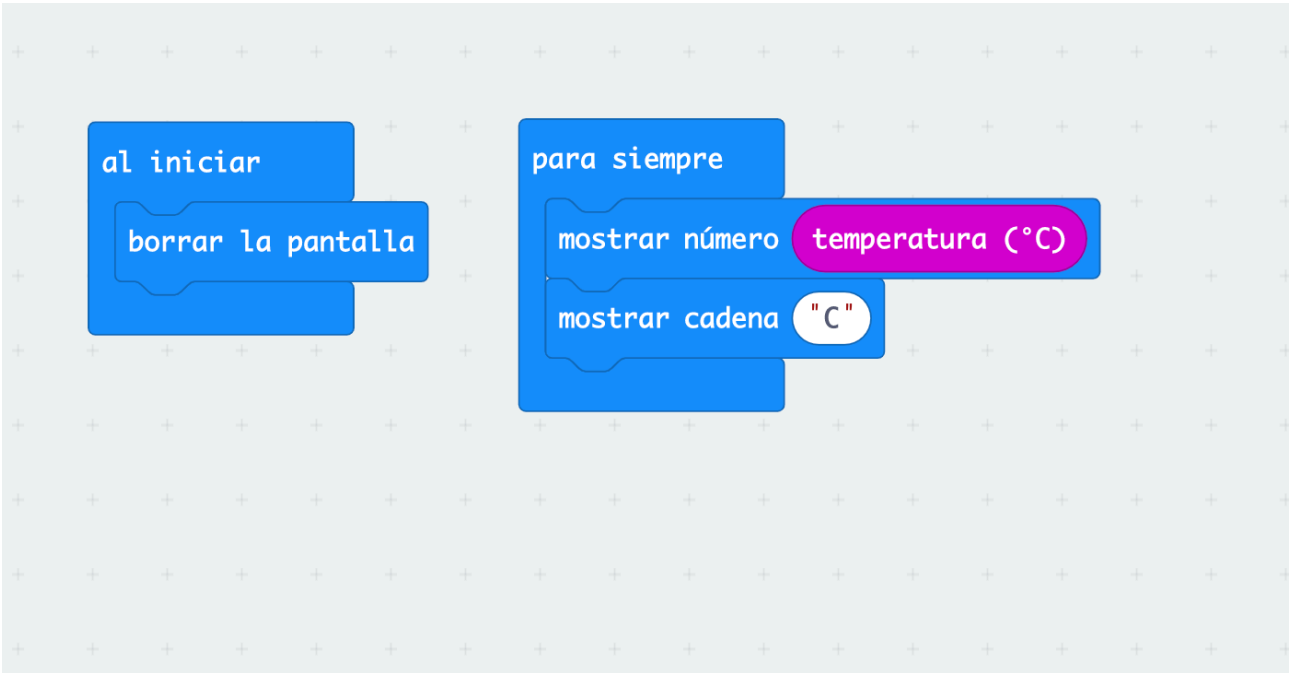 al iniciar
borrar la pantalla
para siempre
mostrar número temperatura (°C)
mostrar cadena "C"